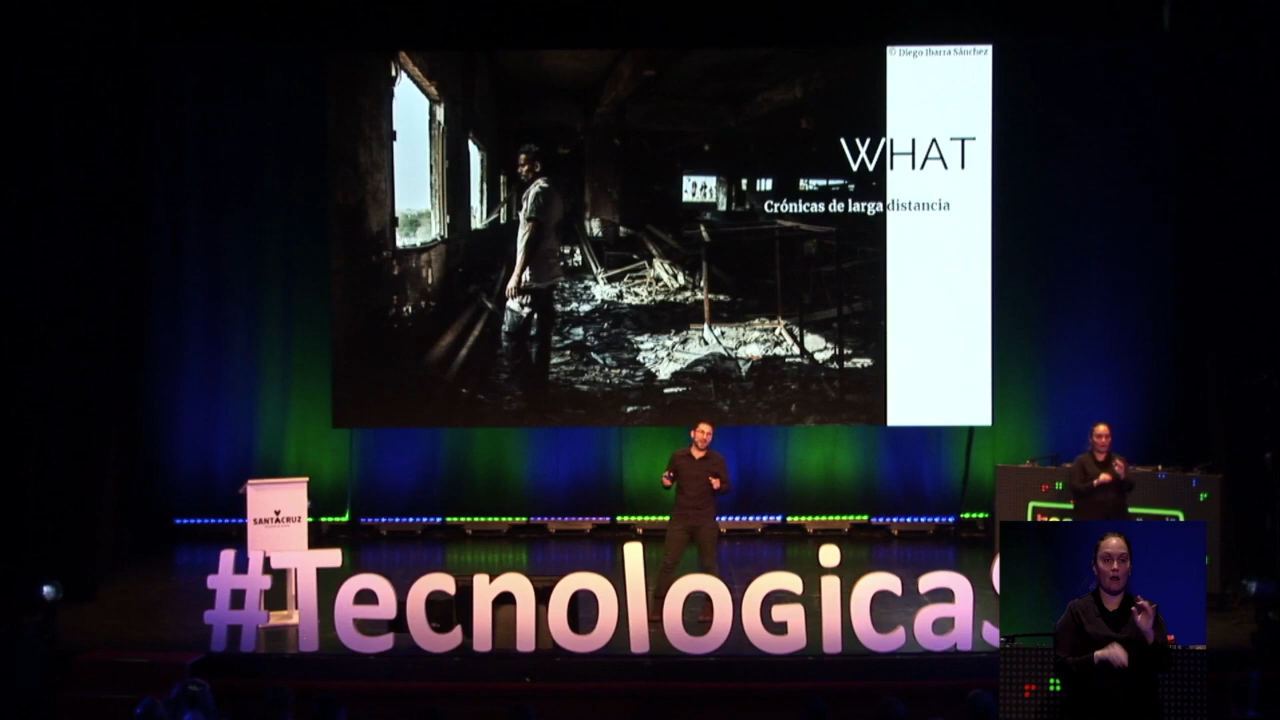 © Diego Ibarra Sánchez
WHAT
Crónicas de larga distancia
SANTACRUZ
#TecnologicaS